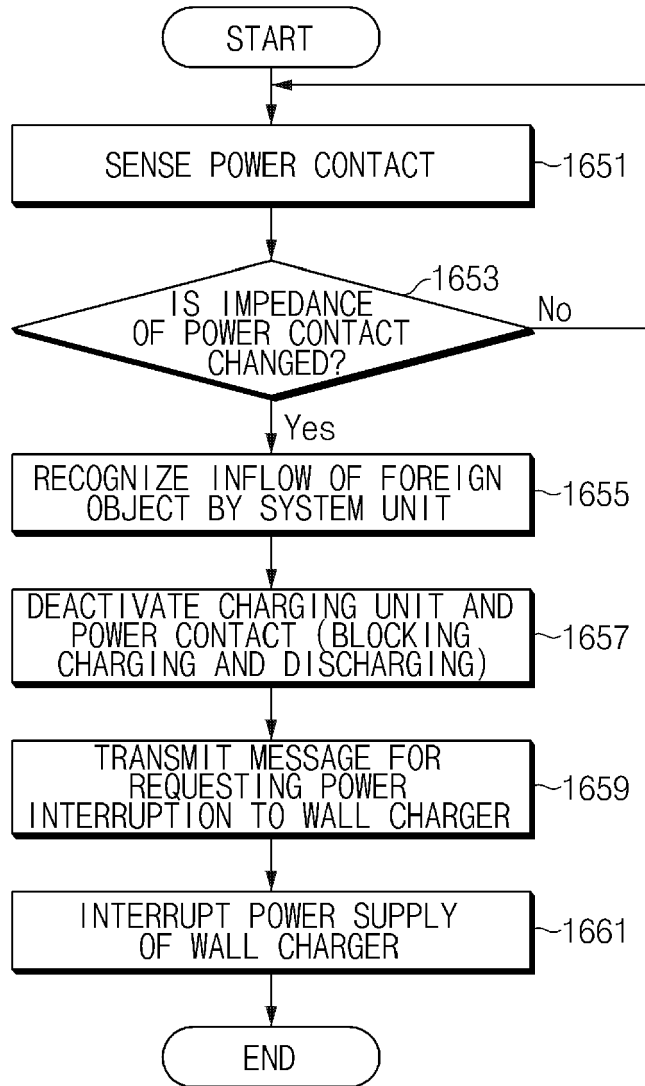 START
SENSE POWER CONTACT
1651
1653
IS IMPEDANCE
OF POWER CONTACT
CHANGED?
No
Yes
RECOGNIZE INFLOW OF FOREIGN
OBJECT BY SYSTEM UNIT
1655
DEACTIVATE CHARGING UNIT AND
POWER CONTACT (BLOCKING
CHARGING AND DISCHARGING)
1657
TRANSMIT MESSAGE FOR
REQUESTING POWER
INTERRUPTION TO WALL CHARGER
1659
INTERRUPT POWER SUPPLY
OF WALL CHARGER
1661
END